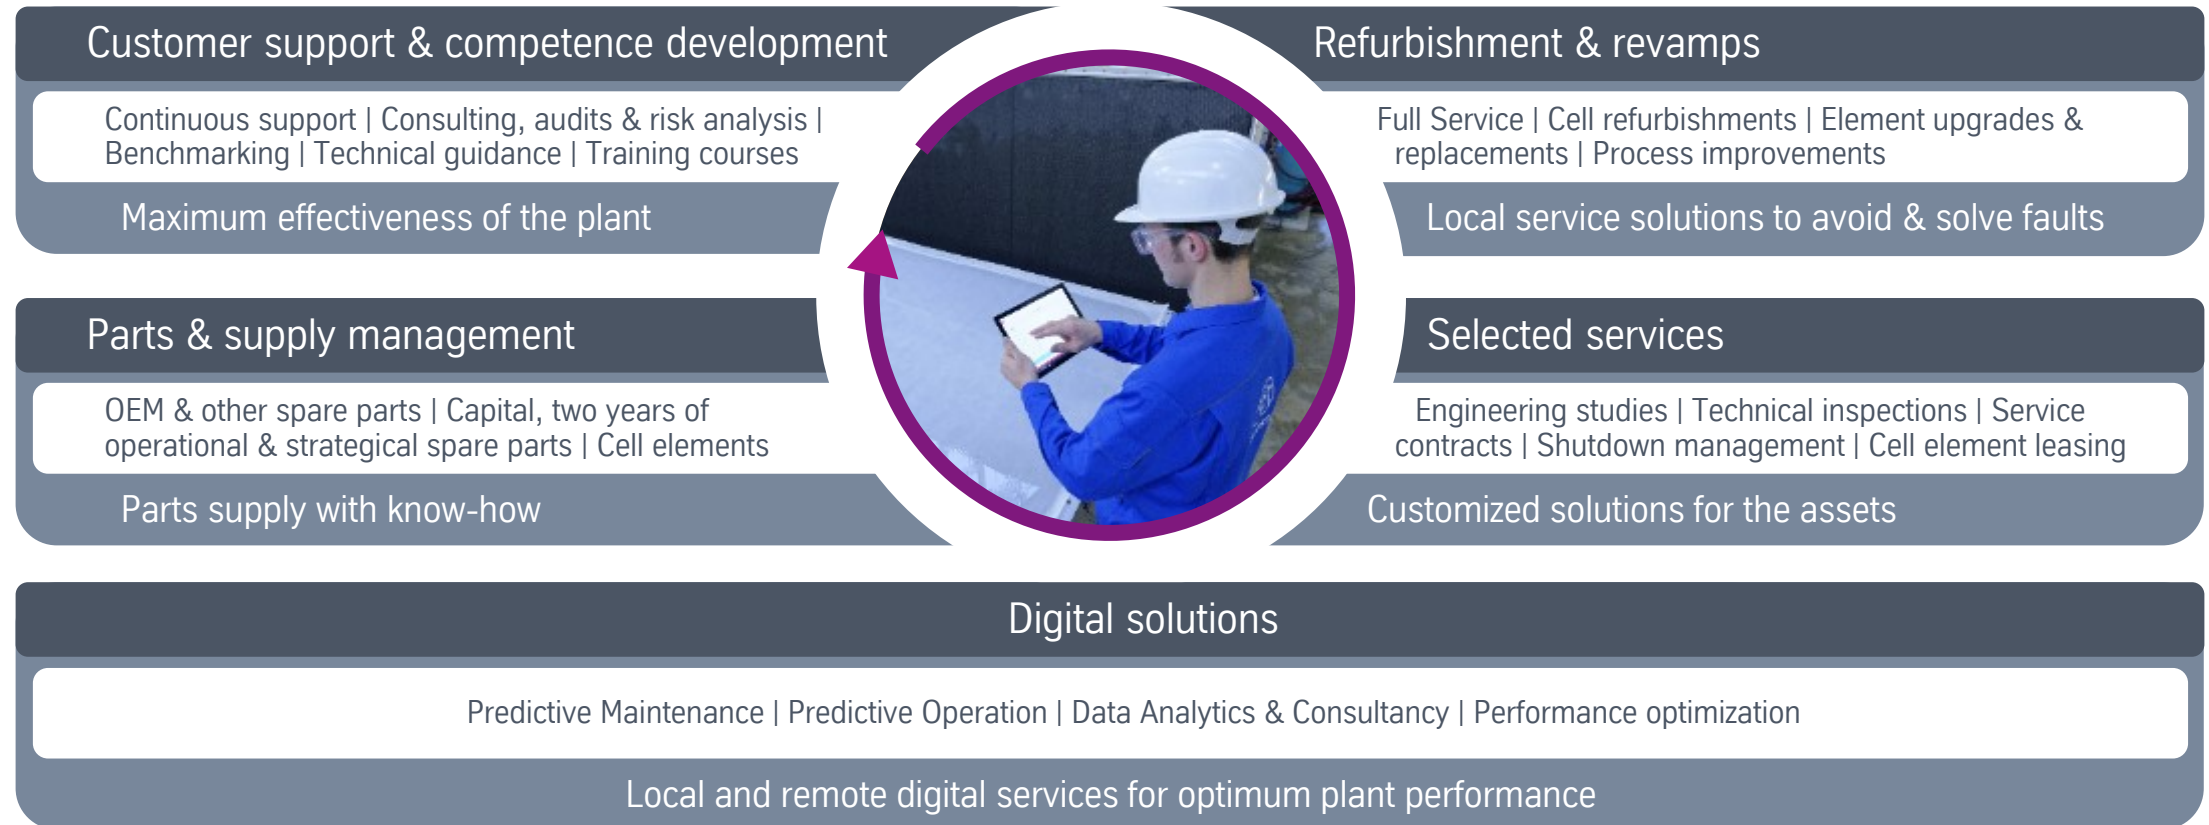 Customer support & competence development
Continuous support | Consulting, audits & risk analysis |
Benchmarking | Technical guidance | Training courses
Maximum effectiveness of the plant
Refurbishment & revamps
Full Service | Cell refurbishments | Element upgrades &
replacements | Process improvements
Local service solutions to avoid & solve faults
Parts & supply management
OEM & other spare parts | Capital, two years of
operational & strategical spare parts | Cell elements
Parts supply with know-how
Selected services
Engineering studies | Technical inspections | Service
contracts | Shutdown management | Cell element leasing
Customized solutions for the assets
Digital solutions
Predictive Maintenance | Predictive Operation | Data Analytics & Consultancy | Performance optimization
Local and remote digital services for optimum plant performance